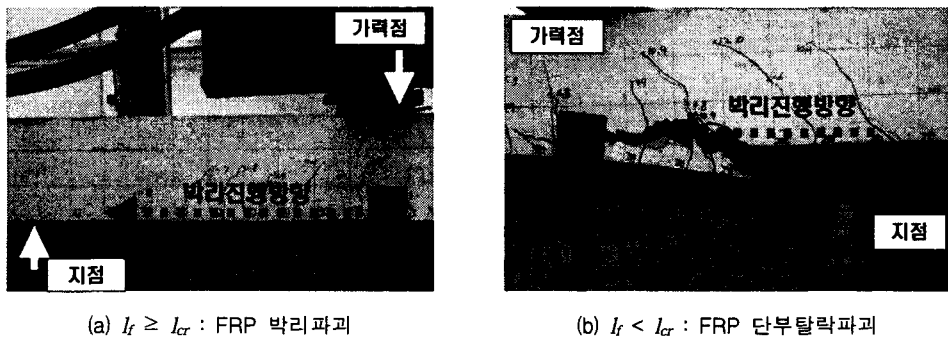 가력점
박리진행방향
지점
가력점
박리진행방향
지점
(a) lf ≥ lcr : FRP 박리파괴
(b) lf < lcr : FRP 단부탈락파괴